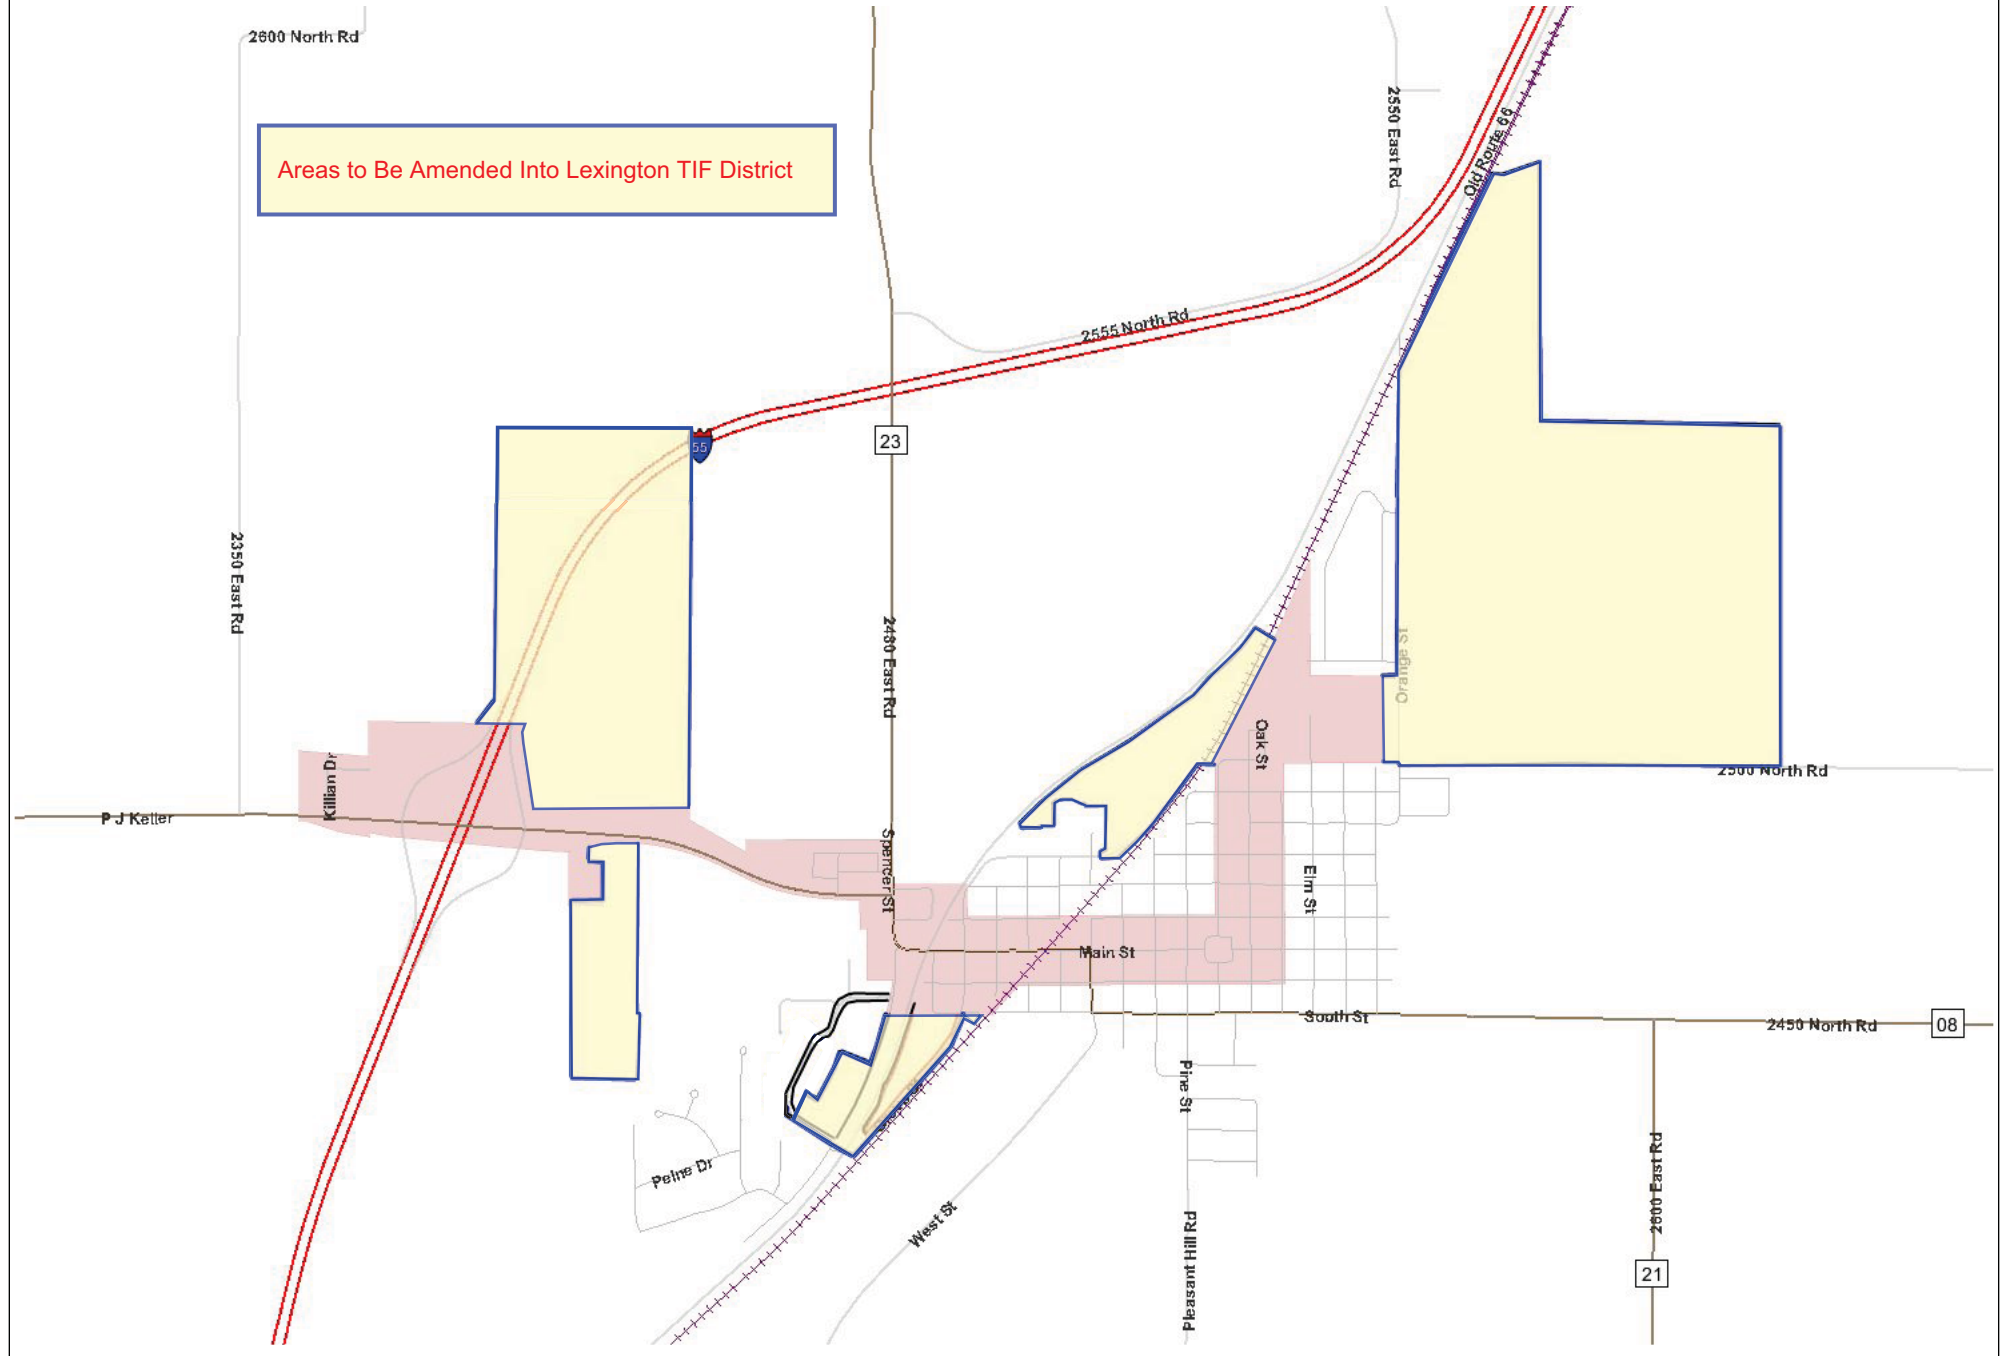 2600 North Rd
2550 East Rd
Old Route 66
Areas to Be Amended Into Lexington TIF District
2555 North Rd
55
23
2350 East Rd
2430 East Rd
Orange St
Oak St
Killian Dr
2500 North Rd
P J Keller
Spencer St
Elm St
Main St
South St
2450 North Rd
08
Pine St
Pelne Dr
West St
Pleasant Hill Rd
2600 East Rd
21